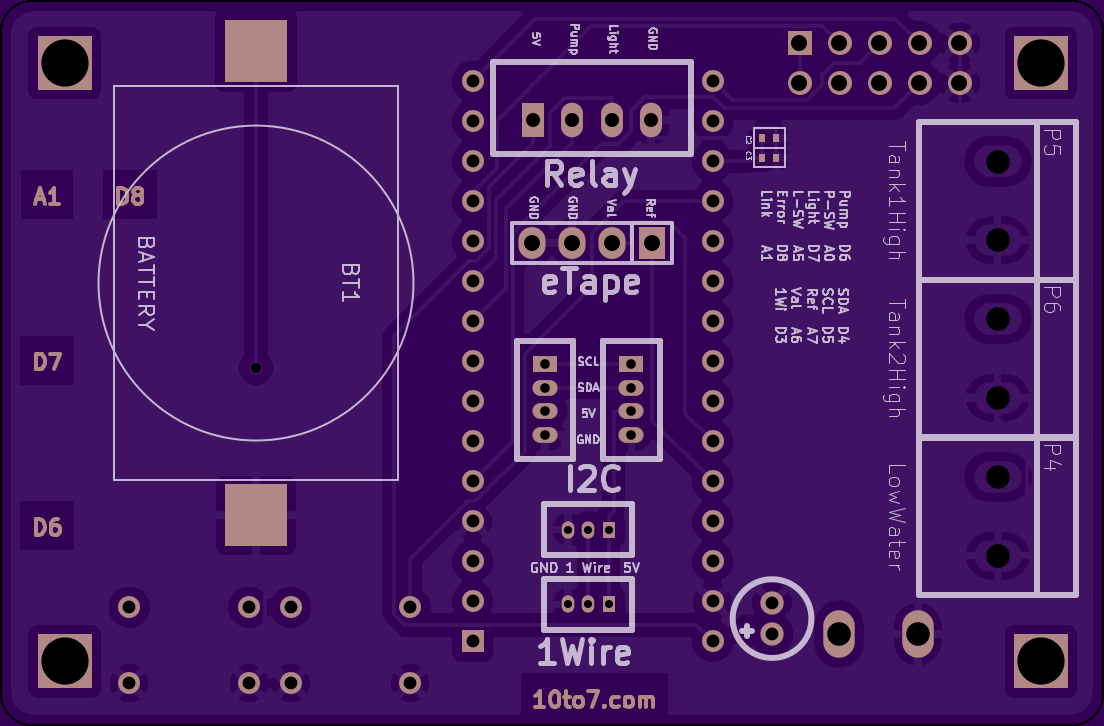 5V Pump Light GND
Relay
C2
C3
GND GND Val Ref
eTape
A1
D8
D7
D6
BATTERY
BT1
SCL
SDA
5V
GND
I2C
GND 1 Wire 5V
1Wire
10to7.com
+
Pump D6
P-SW A0
Light D7
L-SW A5
Error D8
Link A1
SDA D4
SCL D5
Ref A7
Val A6
1Wi D3
P5
Tank1High
P6
Tank2High
P4
LowWater